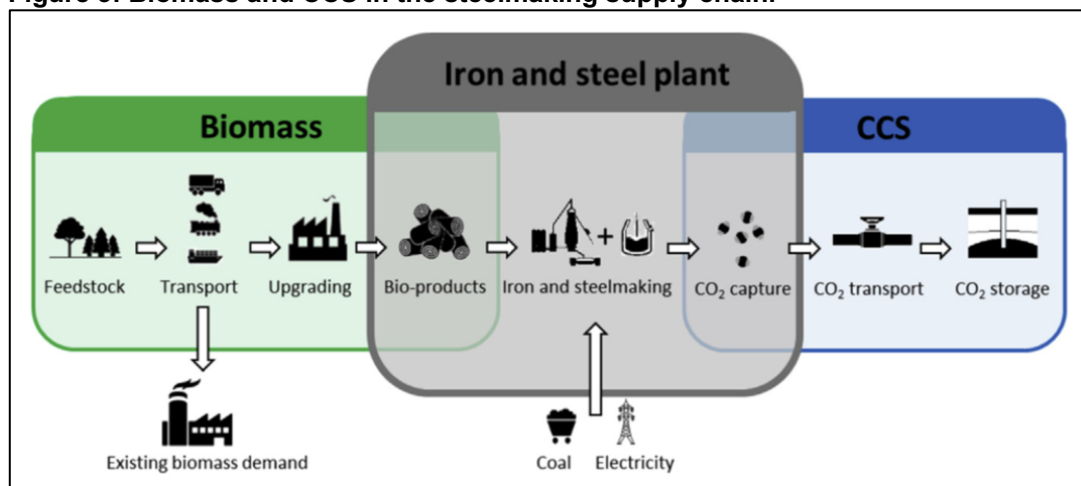 Figure 3. Biomass and CCS in the steelmaking supply chain.
Iron and steel plant
Biomass
CCS
Feedstock
Transport
Upgrading
Bio-products
Iron and steelmaking
CO₂ capture
CO₂ transport
CO₂ storage
Existing biomass demand
Coal
Electricity